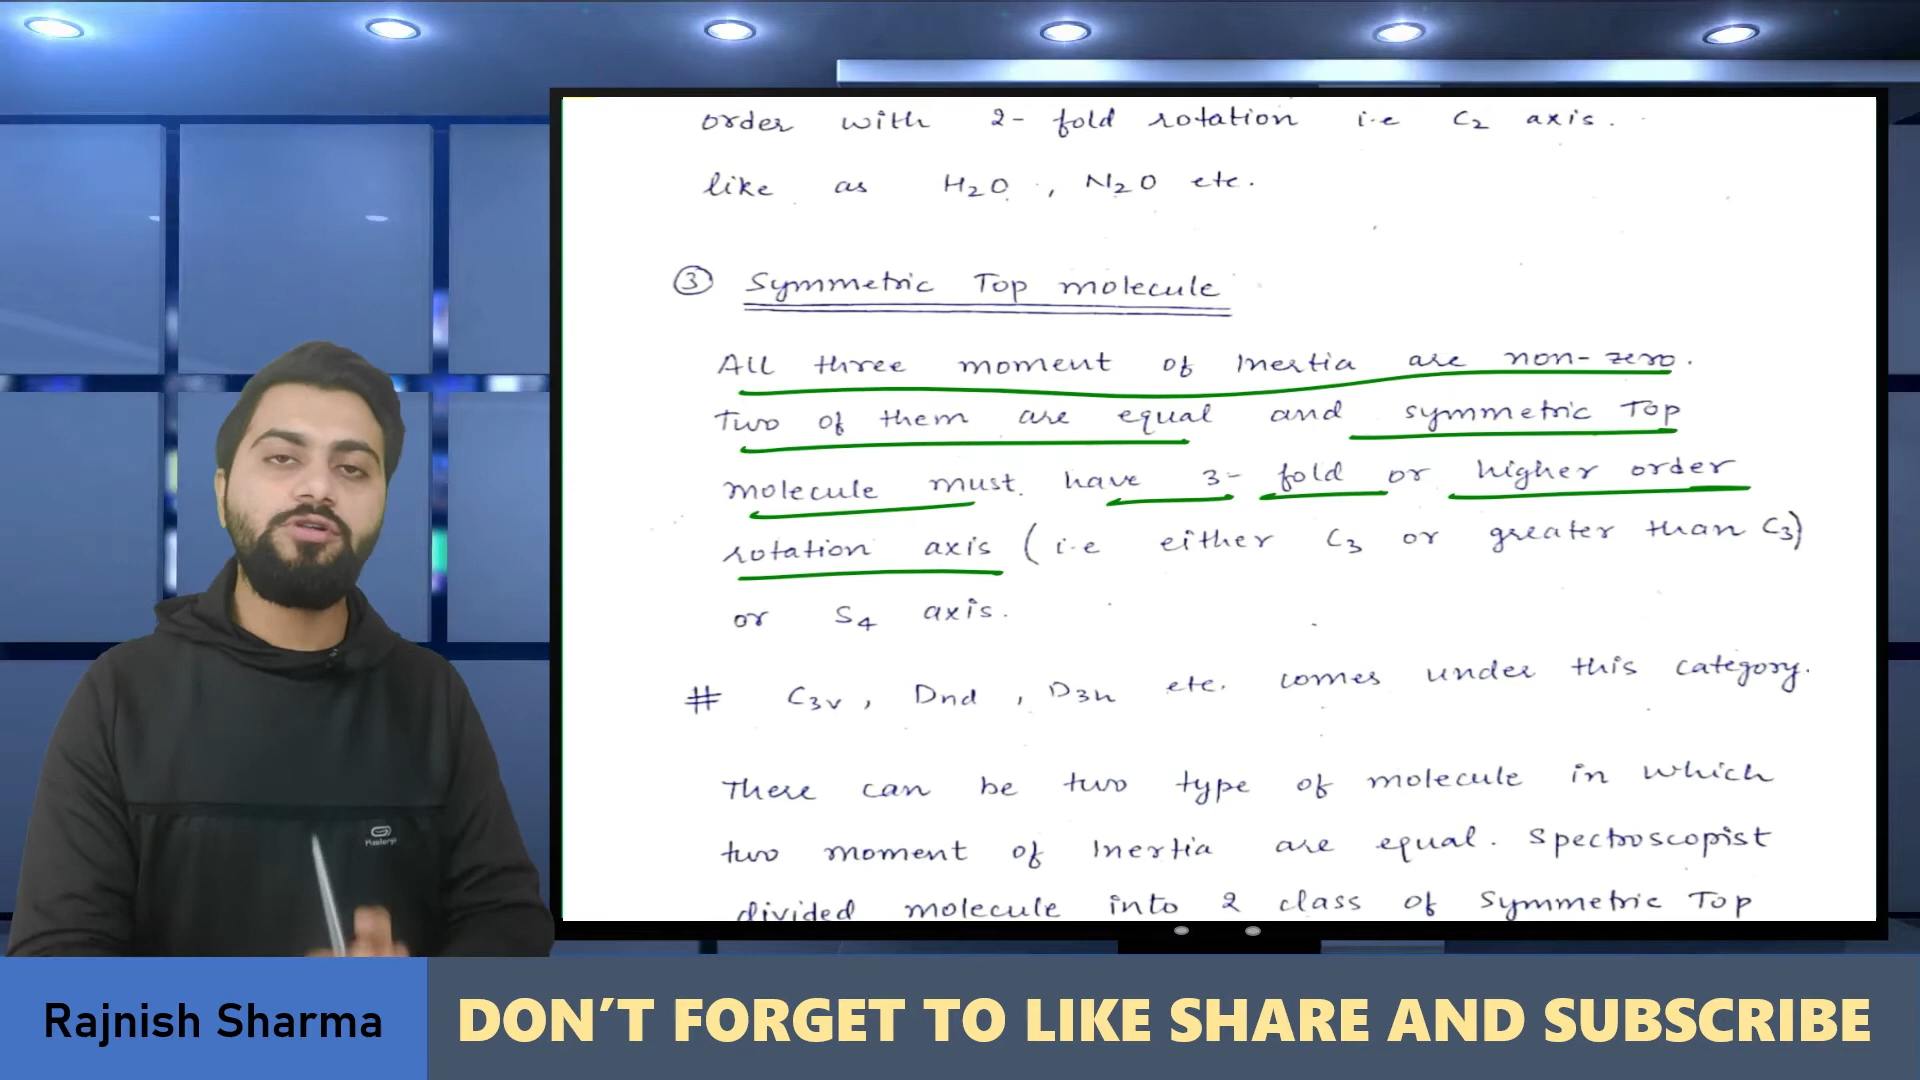 order with 2- fold rotation i.e C₂ axis.
like as H₂O , N₂O etc.
③ Symmetric Top molecule
All three moment of Inertia are non-zero.
Two of them are equal and symmetric Top
molecule must have 3- fold or higher order
rotation axis (i.e either C₃ or greater than C₃)
or S₄ axis.
# C₃ᵥ , Dnd , D₃h etc. comes under this category.
There can be two type of molecule in which
two moment of Inertia are equal. Spectroscopist
divided molecule into 2 class of Symmetric Top
Rajnish Sharma
DON'T FORGET TO LIKE SHARE AND SUBSCRIBE